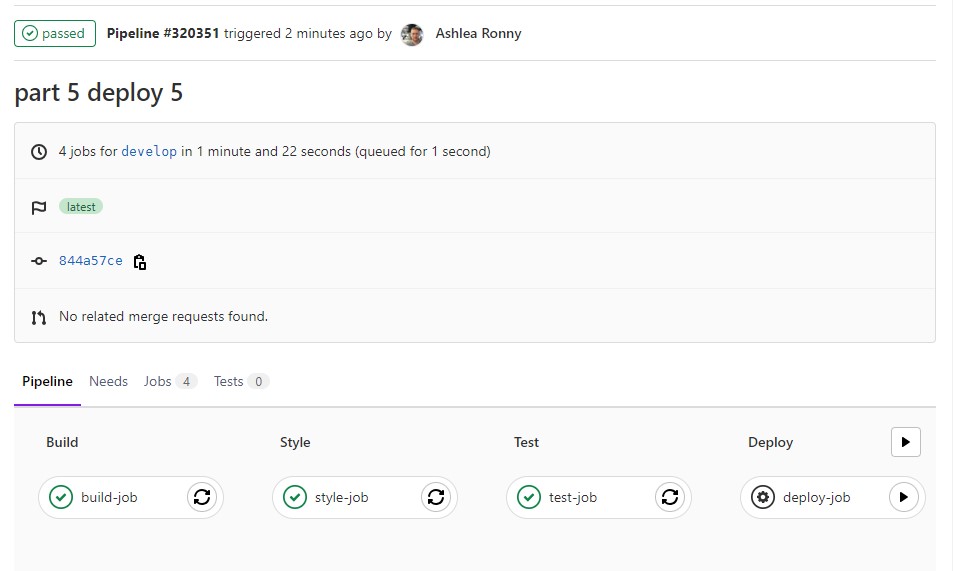 passed Pipeline #320351 triggered 2 minutes ago by Ashlea Ronny
part 5 deploy 5
4 jobs for develop in 1 minute and 22 seconds (queued for 1 second)
latest
844a57ce
No related merge requests found.
Pipeline Needs Jobs 4 Tests 0
Build Style Test Deploy
build-job style-job test-job deploy-job